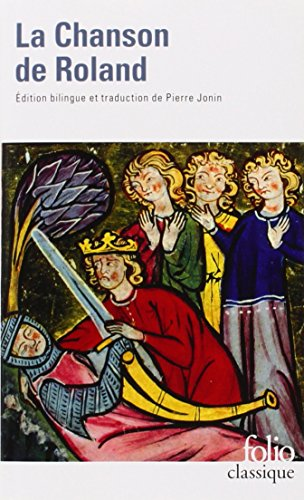 La Chanson
de Roland
Édition bilingue et traduction de Pierre Jonin
folio
classique